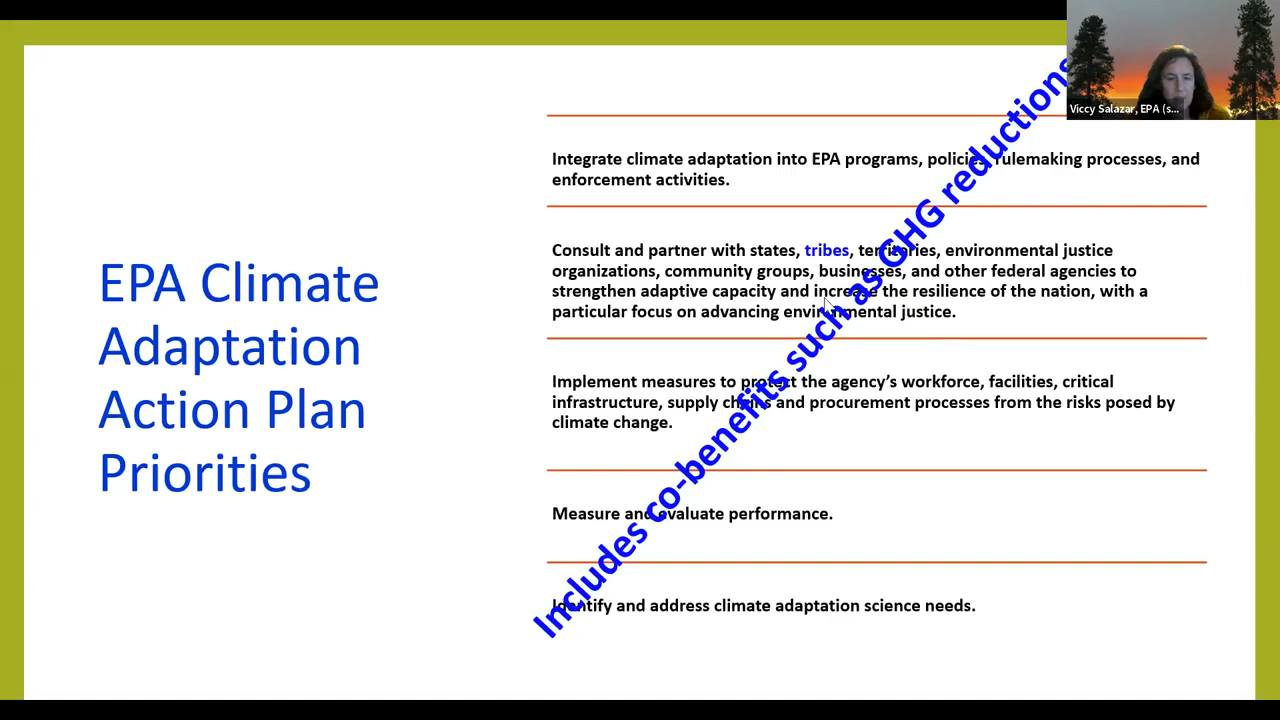 EPA Climate
Adaptation
Action Plan
Priorities
Integrate climate adaptation into EPA programs, policies, rulemaking processes, and
enforcement activities.
Consult and partner with states, tribes, territories, environmental justice
organizations, community groups, businesses, and other federal agencies to
strengthen adaptive capacity and increase the resilience of the nation, with a
particular focus on advancing environmental justice.
Implement measures to protect the agency’s workforce, facilities, critical
infrastructure, supply chains and procurement processes from the risks posed by
climate change.
Measure and evaluate performance.
Identify and address climate adaptation science needs.
Includes co-benefits such as GHG reductions
Viccy Salazar, EPA (s...